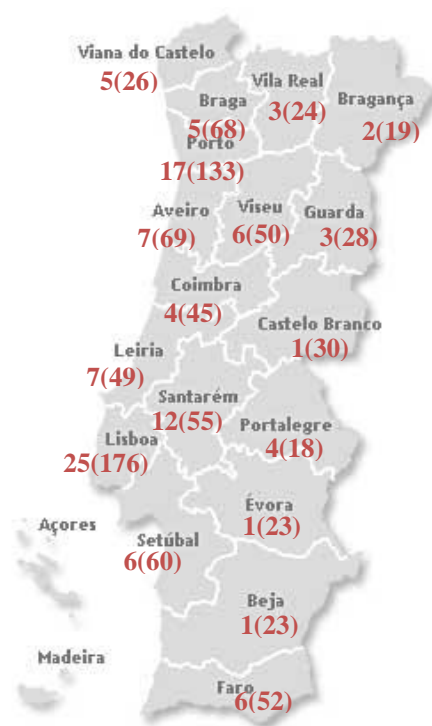 Viana do Castelo
5(26)
Braga
5(68)
Vila Real
3(24)
Bragança
2(19)
Porto
17(133)
Aveiro
7(69)
Viseu
6(50)
Guarda
3(28)
Coimbra
4(45)
Castelo Branco
1(30)
Leiria
7(49)
Santarém
12(55)
Lisboa
25(176)
Portalegre
4(18)
Évora
1(23)
Açores
Setúbal
6(60)
Beja
1(23)
Madeira
Faro
6(52)